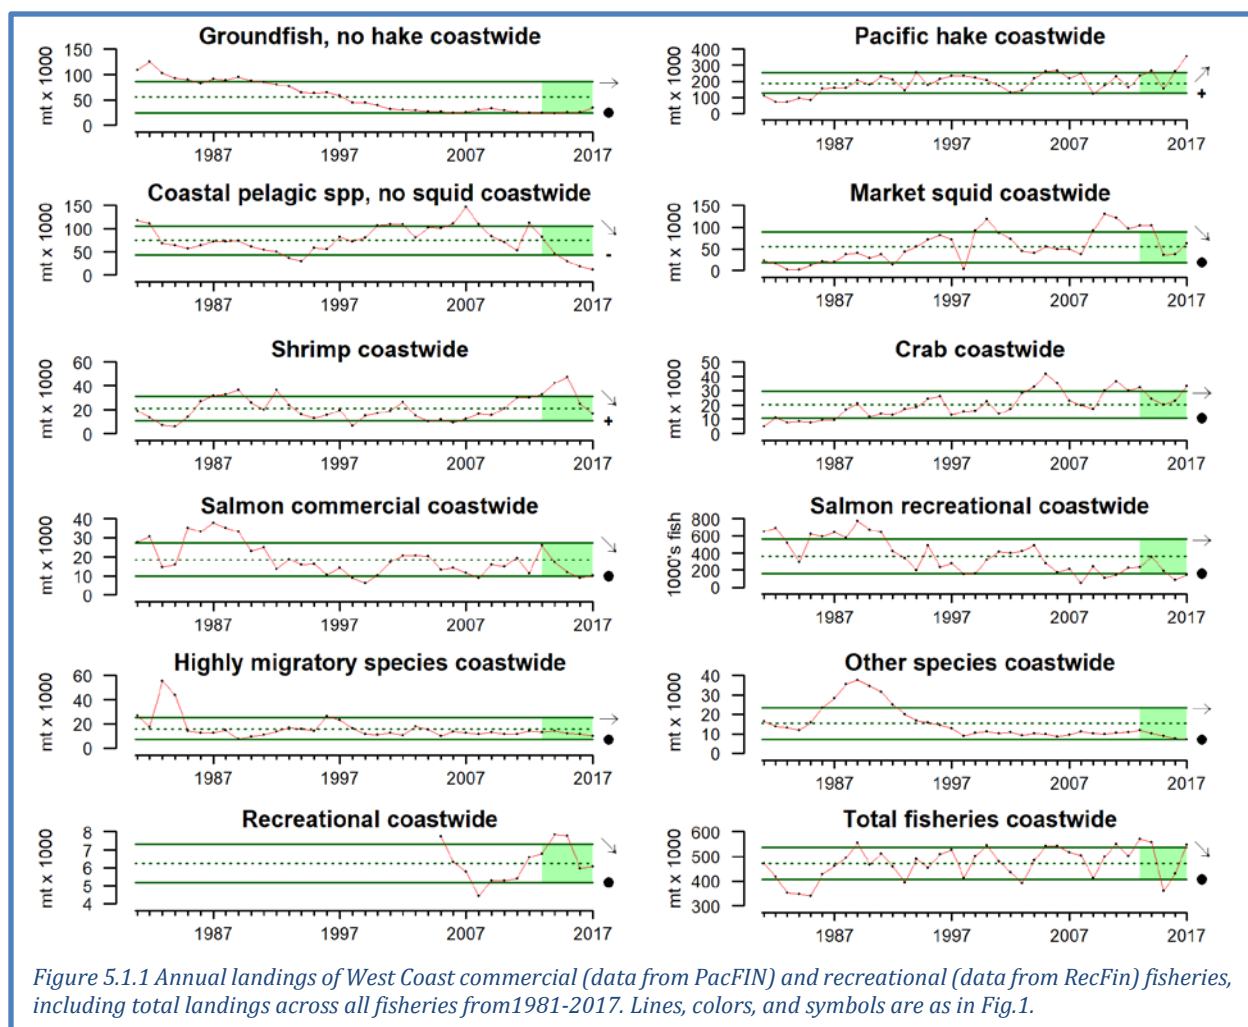 Groundfish, no hake coastwide
mt x 1000
150
100
50
0
1987 1997 2007 2017
Pacific hake coastwide
mt x 1000
400
300
200
100
0
+
1987 1997 2007 2017
Coastal pelagic spp, no squid coastwide
mt x 1000
150
100
50
0
-
1987 1997 2007 2017
Market squid coastwide
mt x 1000
150
100
50
0
1987 1997 2007 2017
Shrimp coastwide
mt x 1000
60
40
20
0
+
1987 1997 2007 2017
Crab coastwide
mt x 1000
50
40
30
20
10
0
1987 1997 2007 2017
Salmon commercial coastwide
mt x 1000
40
30
20
10
0
1987 1997 2007 2017
Salmon recreational coastwide
1000's fish
800
600
400
200
0
1987 1997 2007 2017
Highly migratory species coastwide
mt x 1000
60
40
20
0
1987 1997 2007 2017
Other species coastwide
mt x 1000
40
30
20
10
0
1987 1997 2007 2017
Recreational coastwide
mt x 1000
8
7
6
5
4
1987 1997 2007 2017
Total fisheries coastwide
mt x 1000
600
500
400
300
1987 1997 2007 2017
Figure 5.1.1 Annual landings of West Coast commercial (data from PacFIN) and recreational (data from RecFin) fisheries,
including total landings across all fisheries from1981-2017. Lines, colors, and symbols are as in Fig.1.